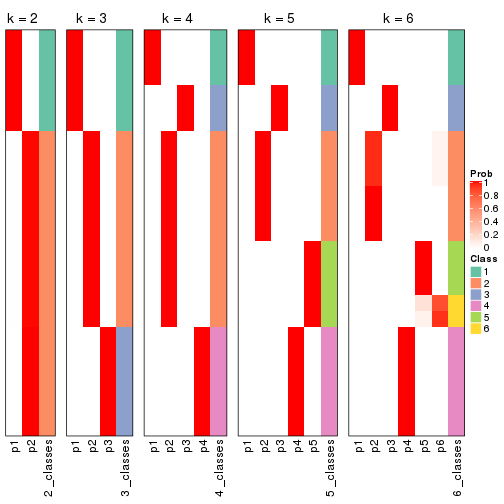 k = 2
k = 3
k = 4
k = 5
k = 6
Prob
1
0.8
0.6
0.4
0.2
0
Class
1
2
3
4
5
6
p1
p2
2_classes
p1
p2
p3
3_classes
p1
p2
p3
p4
4_classes
p1
p2
p3
p4
p5
5_classes
p1
p2
p3
p4
p5
p6
6_classes